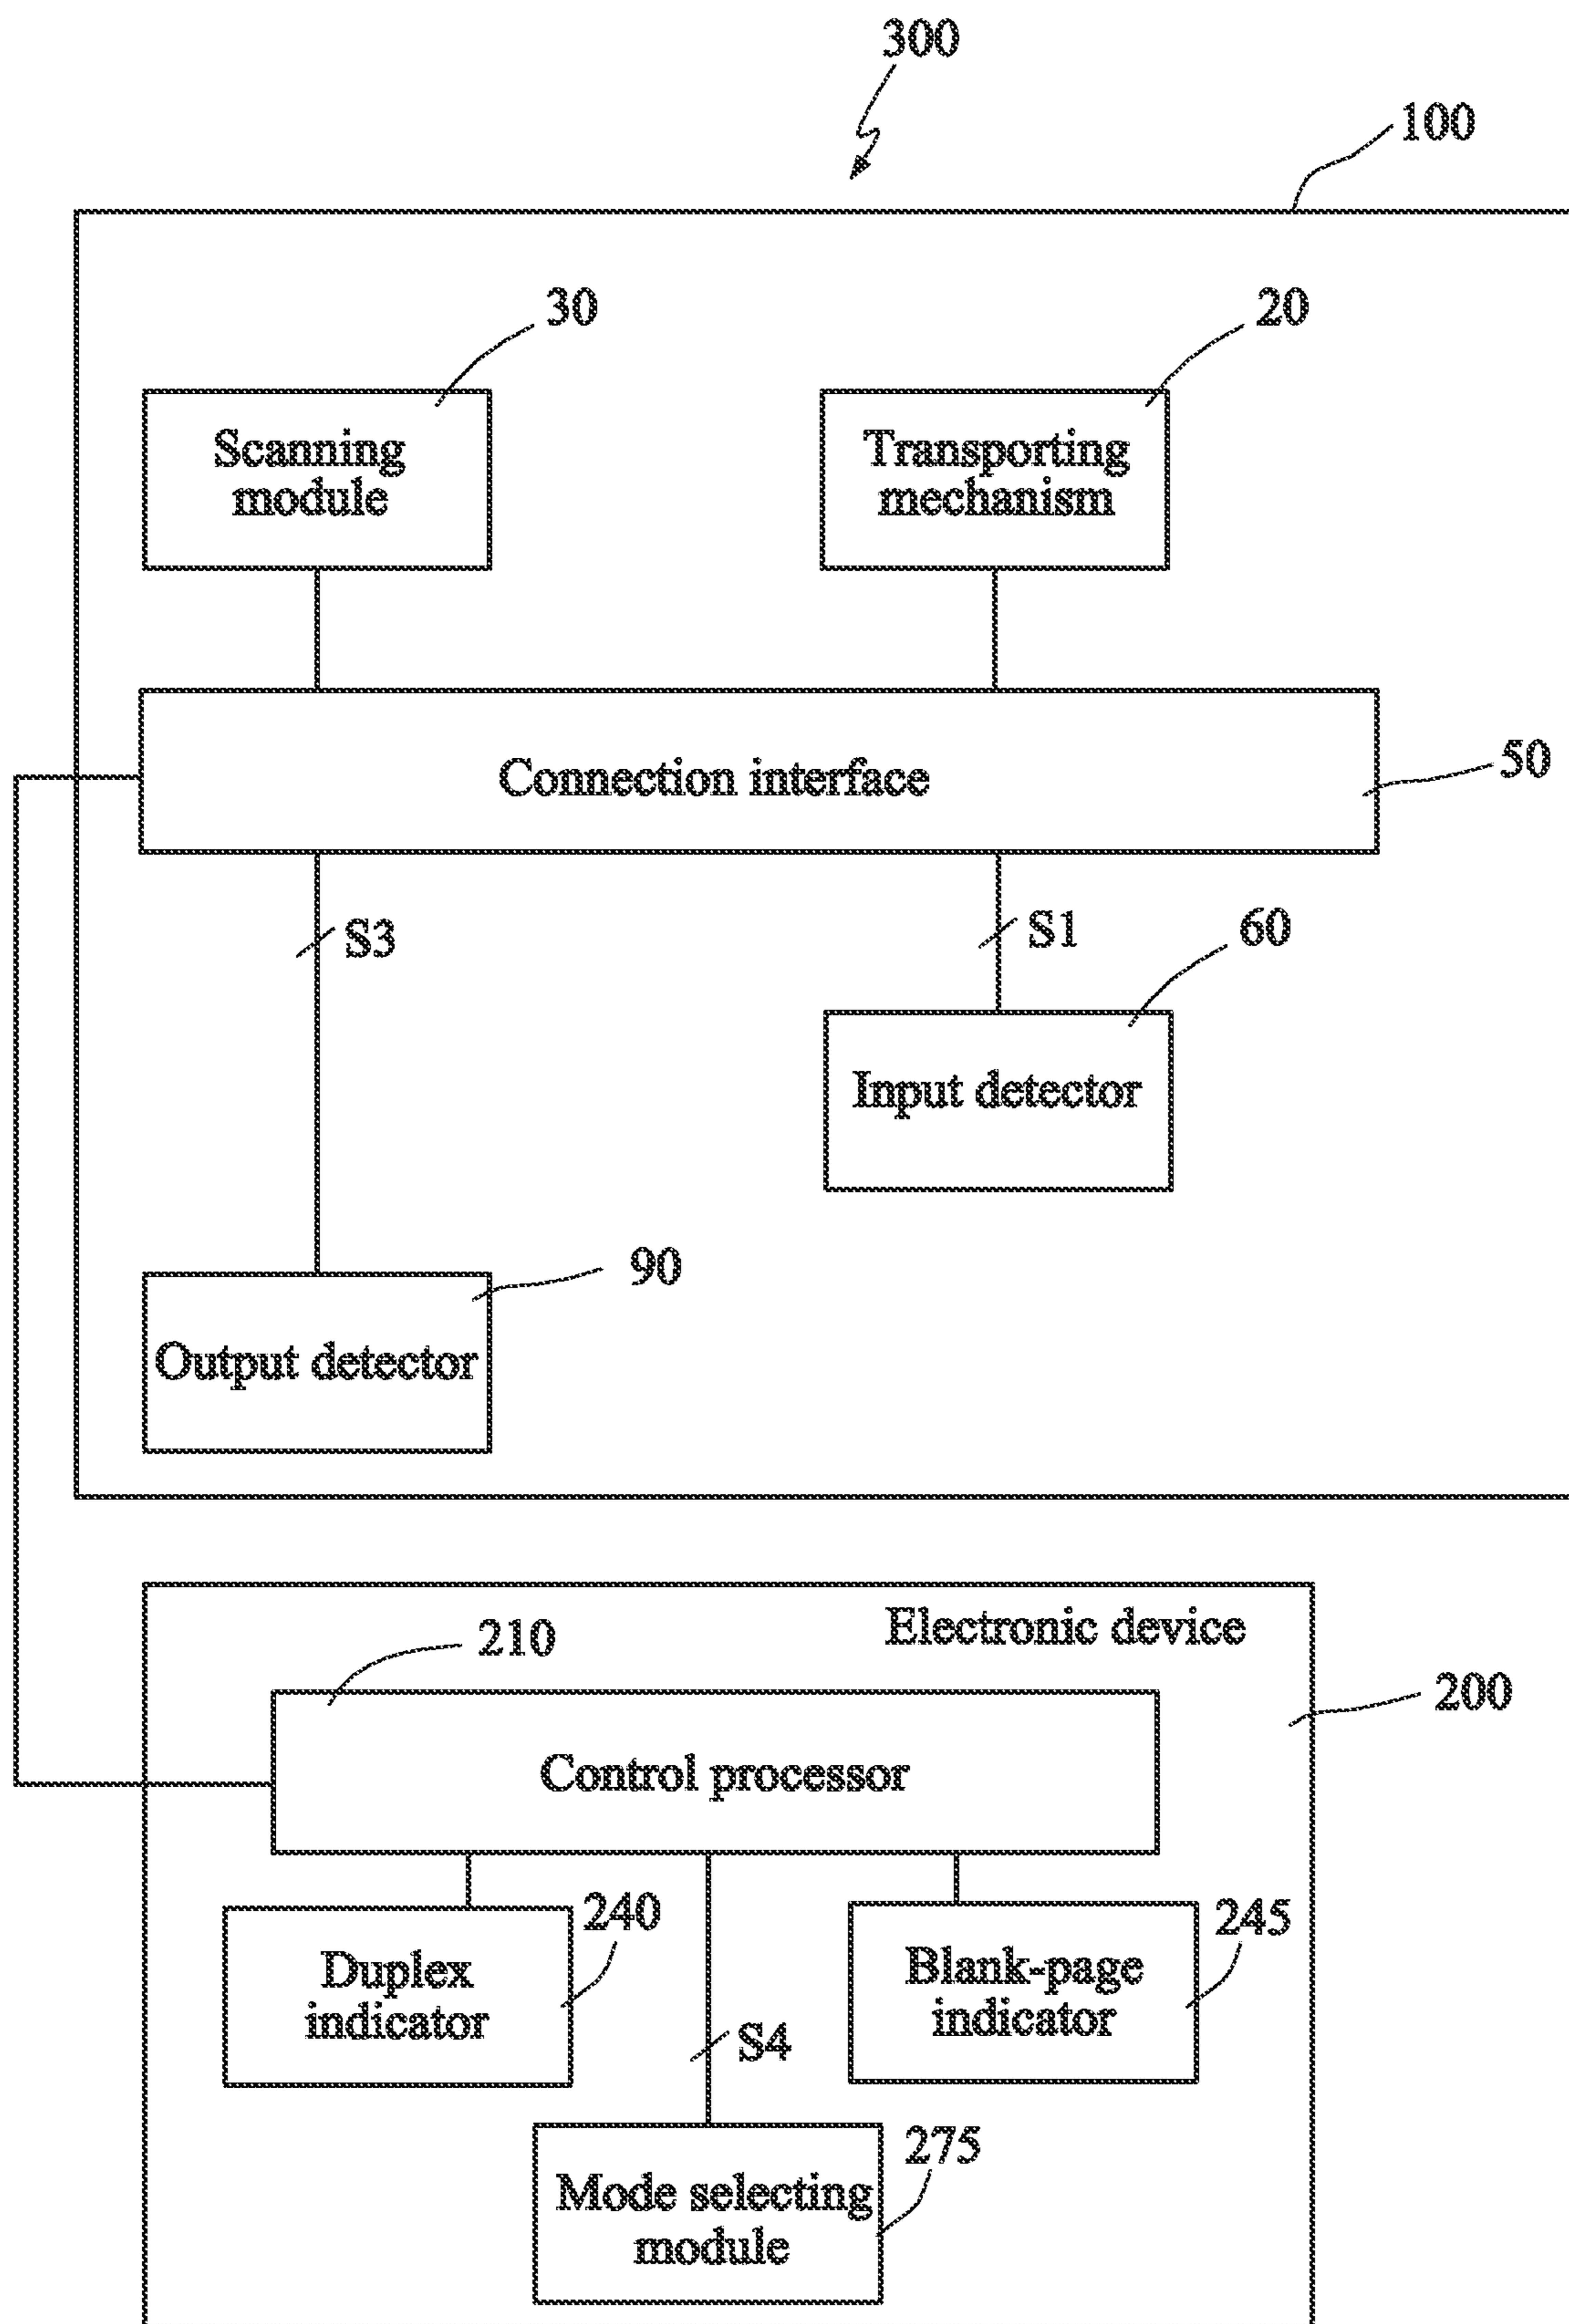 300
100
30
20
Scanning
module
Transporting
mechanism
Connection interface
50
S3
S1
60
Input detector
90
Output detector
Electronic device
210
200
Control processor
240
245
Duplex
indicator
Blank-page
indicator
S4
275
Mode selecting
module